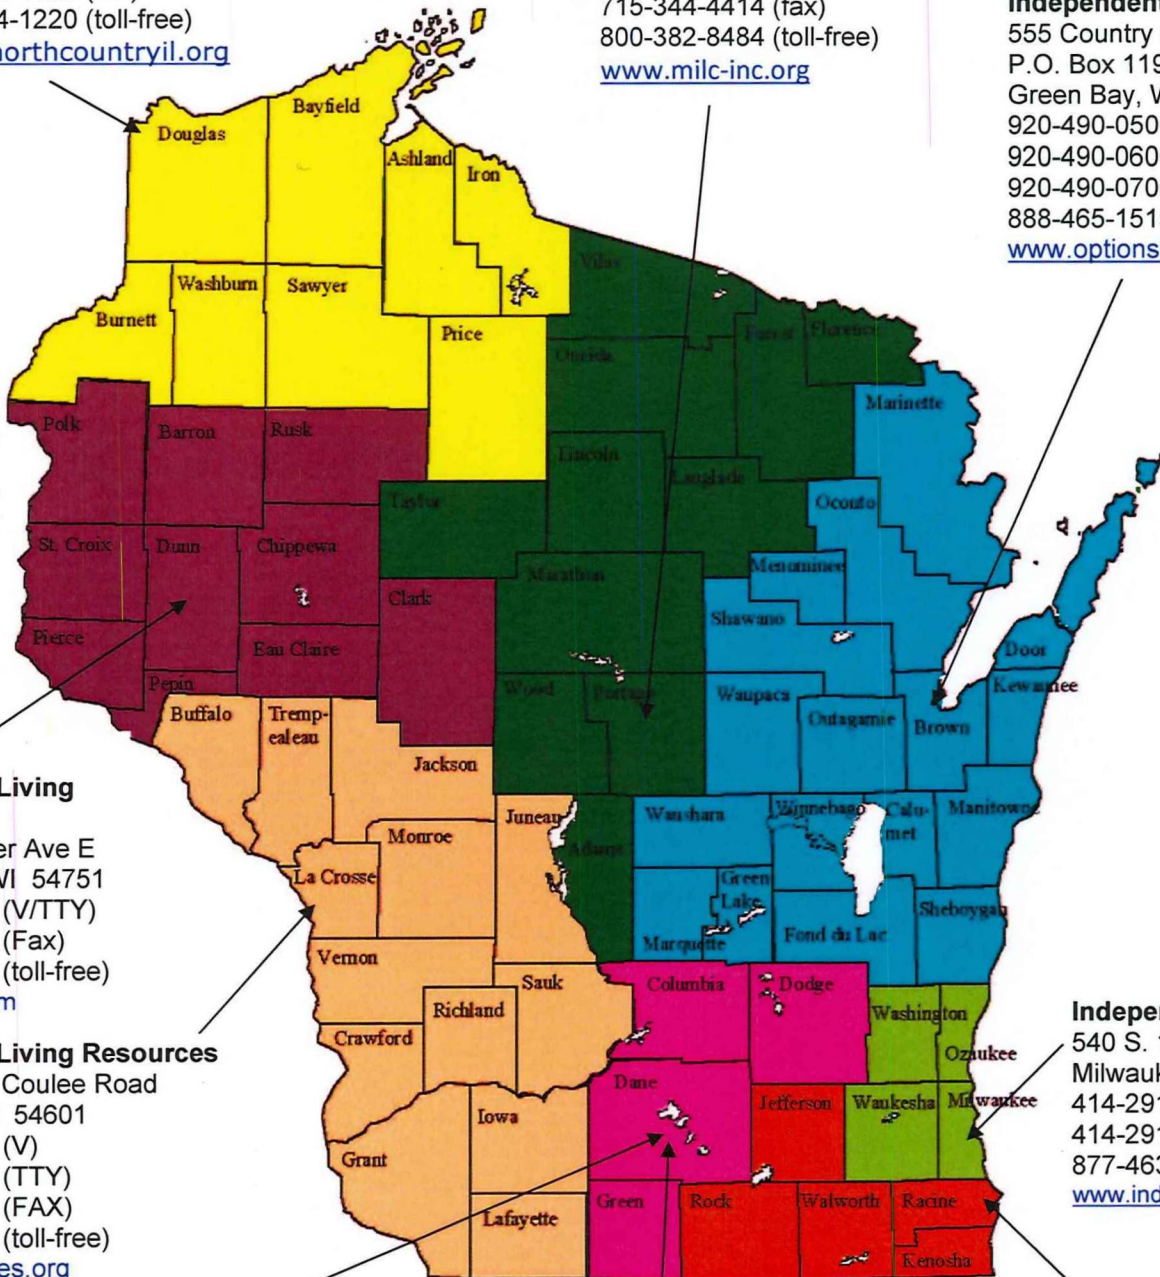 4-1220 (toll-free)
northcountryil.org
715-344-4414 (fax)
800-382-8484 (toll-free)
www.milc-inc.org
Independent
555 Country
P.O. Box 119
Green Bay, W
920-490-050
920-490-060
920-490-070
888-465-151
www.options
Douglas
Bayfield
Ashland
Iron
Vilas
Washburn
Sawyer
Burnett
Price
Oneida
Forest
Florence
Marinette
Polk
Barron
Rusk
Lincoln
Langlade
Taylor
Oconto
St. Croix
Dunn
Chippewa
Marathon
Menominee
Clark
Shawano
Pierce
Eau Claire
Door
Pepin
Wood
Portage
Waupaca
Kewaunee
Buffalo
Tremp-
ealeau
Outagamie
Brown
Jackson
Juneau
Waushara
Winnebago
Calu-
met
Manitowoc
Monroe
Adams
La Crosse
Green
Lake
Sheboygan
Marquette
Fond du Lac
Vernon
Sauk
Columbia
Dodge
Richland
Washington
Crawford
Ozaukee
Dane
Iowa
Jefferson
Waukesha
Milwaukee
Grant
Lafayette
Green
Rock
Walworth
Racine
Kenosha
Living
er Ave E
WI 54751
(V/TTY)
(Fax)
(toll-free)
m
Living Resources
Coulee Road
54601
(V)
(TTY)
(FAX)
(toll-free)
es.org
Indepen
540 S.
Milwauk
414-291
414-291
877-463
www.ind